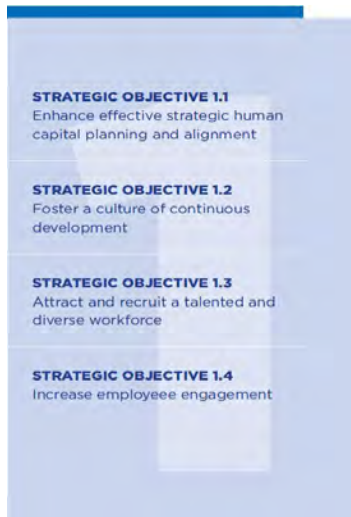 STRATEGIC OBJECTIVE 1.1
Enhance effective strategic human
capital planning and alignment
STRATEGIC OBJECTIVE 1.2
Foster a culture of continuous
development
STRATEGIC OBJECTIVE 1.3
Attract and recruit a talented and
diverse workforce
STRATEGIC OBJECTIVE 1.4
Increase employeee engagement